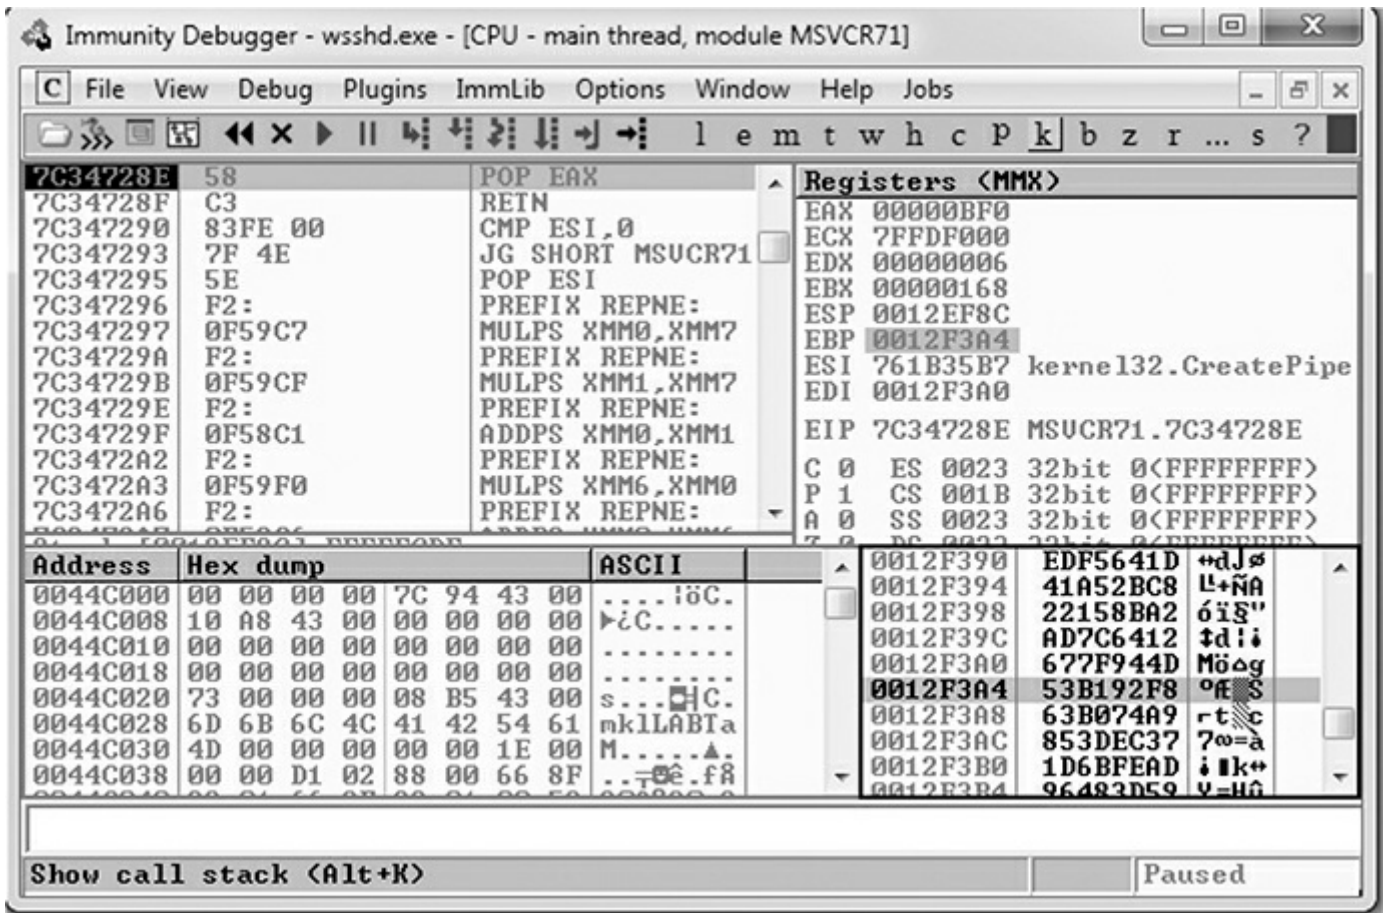 Immunity Debugger - wsshd.exe - [CPU - main thread, module MSVCR71]
C File View Debug Plugins ImmLib Options Window Help Jobs
l e m t w h c P k b z r ... s ?
7C34728E 58 POP EAX
7C34728F C3 RETN
7C347290 83FE 00 CMP ESI,0
7C347293 7F 4E JG SHORT MSVCR71
7C347295 5E POP ESI
7C347296 F2: PREFIX REPNE:
7C347297 0F59C7 MULPS XMM0,XMM7
7C34729A F2: PREFIX REPNE:
7C34729B 0F59CF MULPS XMM1,XMM7
7C34729E F2: PREFIX REPNE:
7C34729F 0F58C1 ADDPS XMM0,XMM1
7C3472A2 F2: PREFIX REPNE:
7C3472A3 0F59F0 MULPS XMM6,XMM0
7C3472A6 F2: PREFIX REPNE:
Registers (MMX)
EAX 00000BF0
ECX 7FFDF000
EDX 00000006
EBX 00000168
ESP 0012EF8C
EBP 0012F3A4
ESI 761B35B7 kernel32.CreatePipe
EDI 0012F3A0
EIP 7C34728E MSVCR71.7C34728E
C 0 ES 0023 32bit 0(FFFFFFFF)
P 1 CS 001B 32bit 0(FFFFFFFF)
A 0 SS 0023 32bit 0(FFFFFFFF)
Address Hex dump ASCII
0044C000 00 00 00 00 7C 94 43 00 ....¦öC.
0044C008 10 A8 43 00 00 00 00 00 ►¿C.....
0044C010 00 00 00 00 00 00 00 00 ........
0044C018 00 00 00 00 00 00 00 00 ........
0044C020 73 00 00 00 08 B5 43 00 s...◘╡C.
0044C028 6D 6B 6C 4C 41 42 54 61 mklLABTa
0044C030 4D 00 00 00 00 00 1E 00 M.....▲.
0044C038 00 00 D1 02 88 00 66 8F ..╤☻ê.fÅ
0012F390 EDF5641D ↔dJø
0012F394 41A52BC8 ╚+ÑA
0012F398 22158BA2 óï§"
0012F39C AD7C6412 ↕d¦¡
0012F3A0 677F944D Mö⌂g
0012F3A4 53B192F8 °Æ▒S
0012F3A8 63B074A9 ⌐t░c
0012F3AC 853DEC37 7∞=à
0012F3B0 1D6BFEAD ¡■k↔
0012F3B4 96483D59 Y=Hû
Show call stack (Alt+K)
Paused